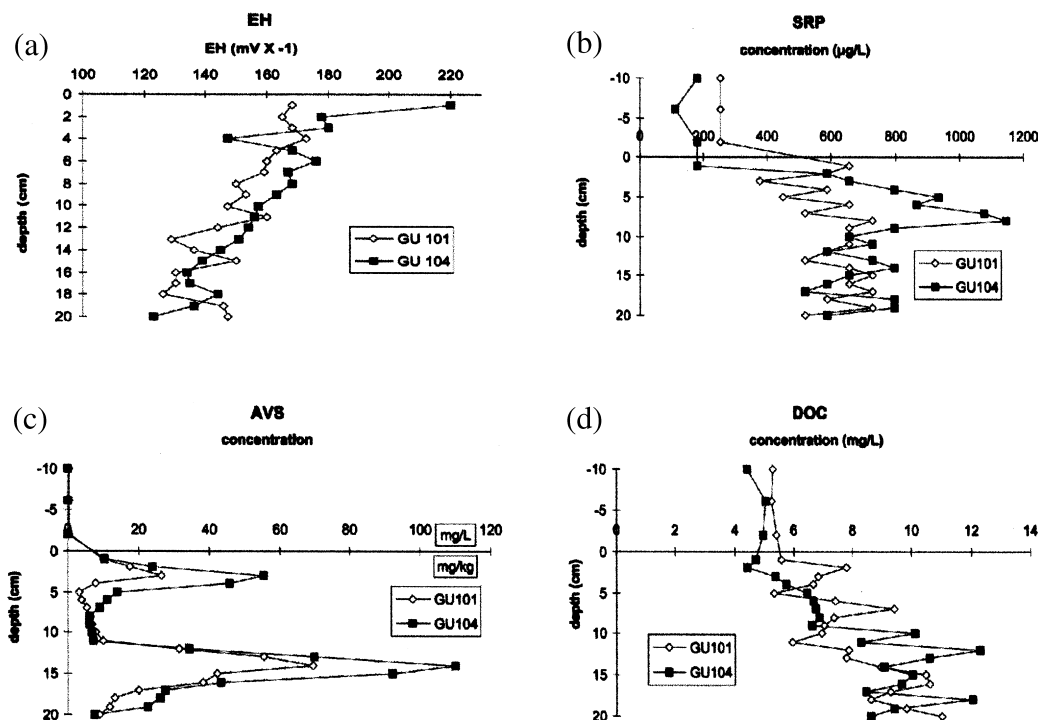 (a)
EH
EH (mV X -1)
100 120 140 160 180 200 220
0
2
4
6
8
10
12
14
16
18
20
depth (cm)
GU 101
GU 104
(b)
SRP
concentration (µg/L)
-10
-5
0 200 400 600 800 1000 1200
0
5
10
15
20
depth (cm)
GU101
GU104
(c)
AVS
concentration
-10
-5
0 20 40 60 80 100 120
mg/L
0
mg/kg
5
10
15
20
depth (cm)
GU101
GU104
(d)
DOC
concentration (mg/L)
-10
-5
0 2 4 6 8 10 12 14
0
5
10
15
20
depth (cm)
GU101
GU104